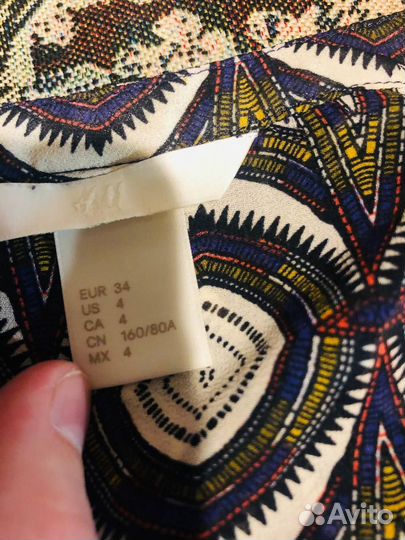 H&M
EUR 34
US 4
CA 4
CN 160/80A
MX 4
Avito